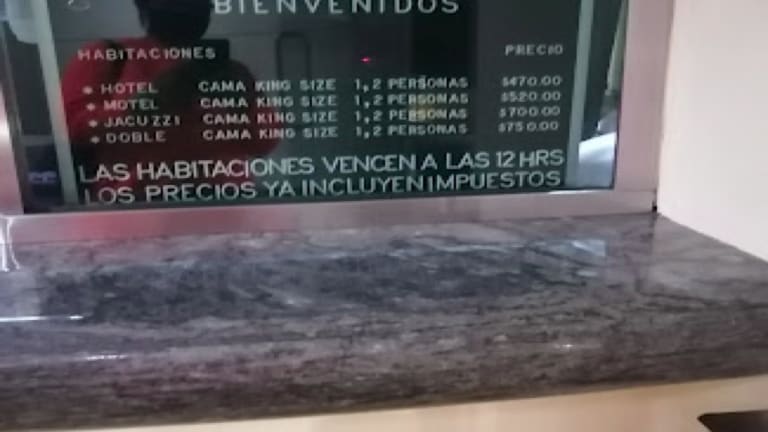 BIENVENIDOS
HABITACIONES PRECIO
* HOTEL CAMA KING SIZE 1,2 PERSONAS $470.00
* MOTEL CAMA KING SIZE 1,2 PERSONAS $520.00
* JACUZZI CAMA KING SIZE 1,2 PERSONAS $700.00
* DOBLE CAMA KING SIZE 1,2 PERSONAS $750.00
LAS HABITACIONES VENCEN A LAS 12 HRS
LOS PRECIOS YA INCLUYEN IMPUESTOS